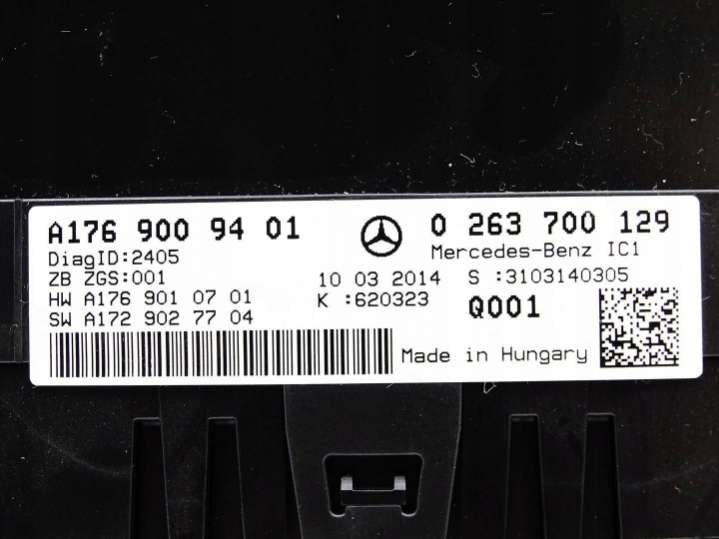 A176 900 94 01
0 263 700 129
DiagID:2405
Mercedes-Benz IC1
ZB ZGS:001
10 03 2014
S :3103140305
HW A176 901 07 01
K :620323
Q001
SW A172 902 77 04
Made in Hungary